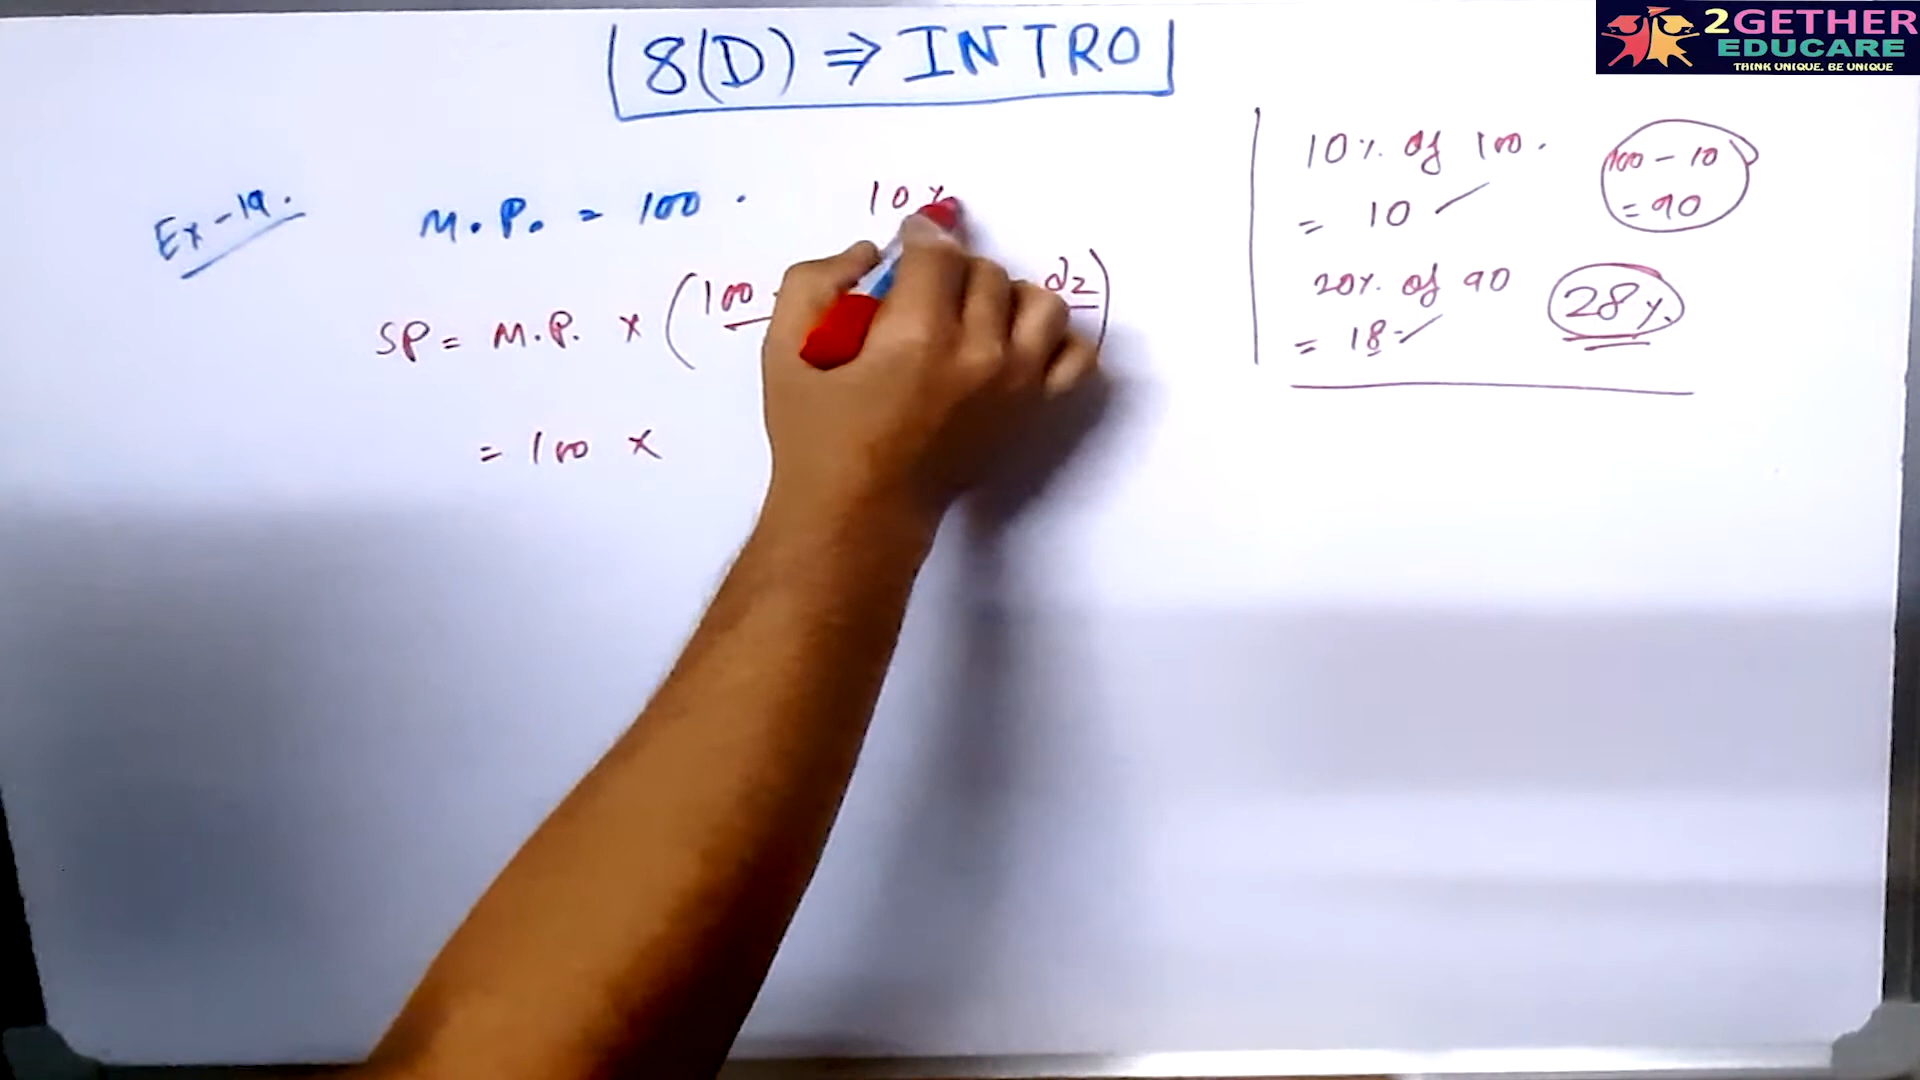 8(D) ⇒ INTRO
2GETHER
EDUCARE
THINK UNIQUE. BE UNIQUE
Ex-19.
M.P. = 100 .
10%
SP = M.P. x (100
d2)
= 100 x
10% of 100.
= 10
100 - 10
= 90
20% of 90
= 18
28%